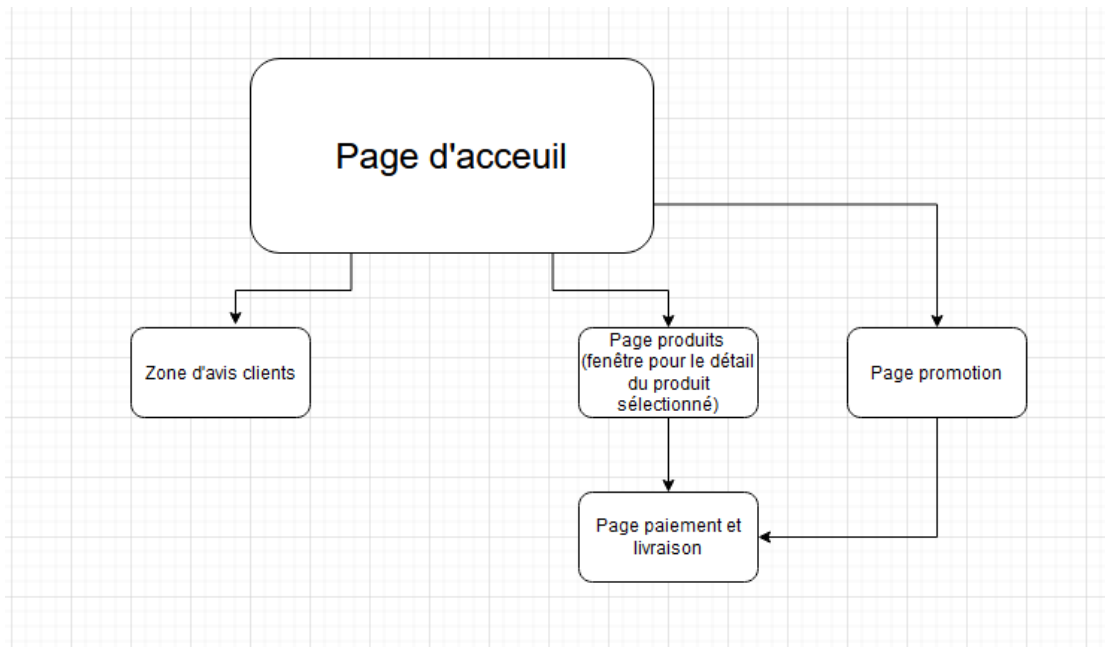 Page d'acceuil
Zone d'avis clients
Page produits
(fenêtre pour le détail
du produit
sélectionné)
Page promotion
Page paiement et
livraison